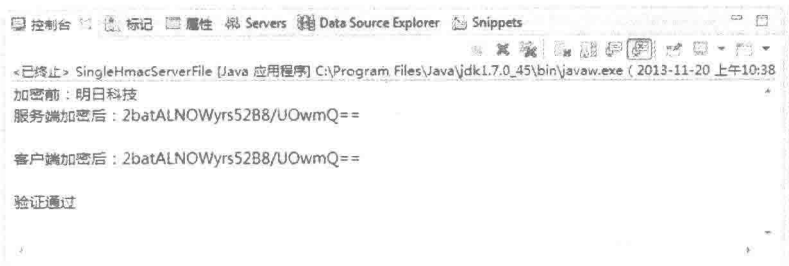 控制台 标记 属性 Servers Data Source Explorer Snippets
<已终止> SingleHmacServerFile [Java 应用程序] C:\Program Files\Java\jdk1.7.0_45\bin\javaw.exe ( 2013-11-20 上午10:38
加密前：明日科技
服务端加密后：2batALNOWyrs52B8/UOwmQ==
客户端加密后：2batALNOWyrs52B8/UOwmQ==
验证通过